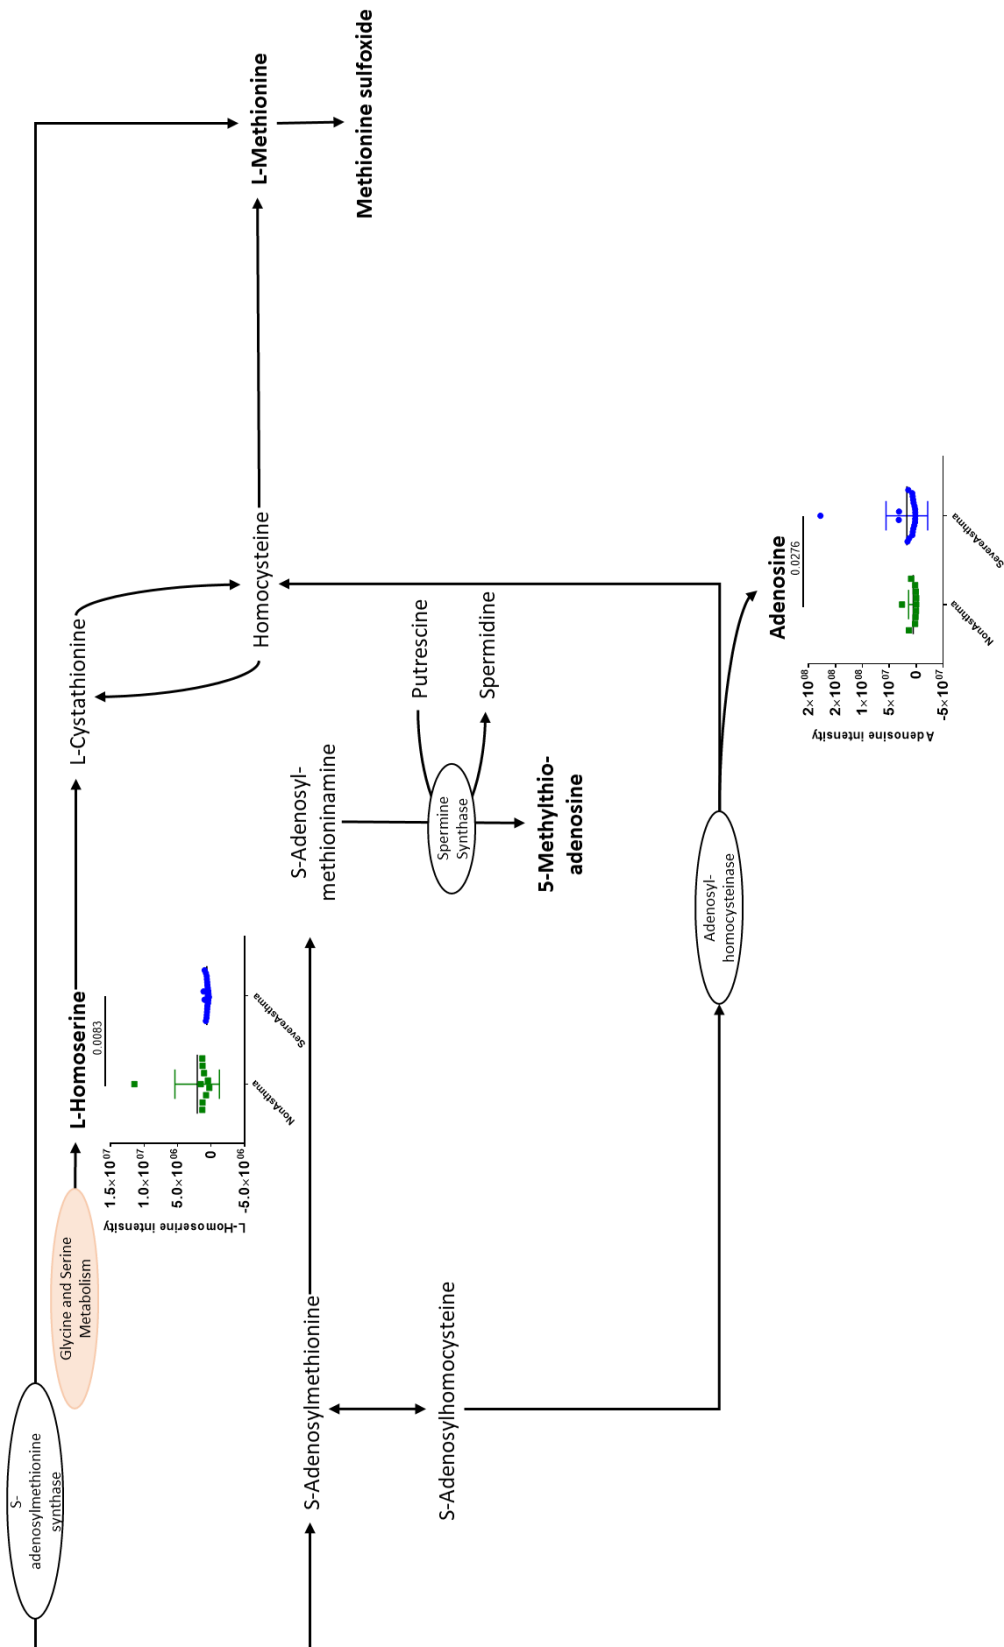 S-
adenosylmethionine
synthase
Glycine and Serine
Metabolism
L-Homoserine
0.0083
L-Homoserine intensity
1.5×10⁰⁷
1.0×10⁰⁷
5.0×10⁰⁶
0
-5.0×10⁰⁶
NonAsthma
SevereAsthma
L-Cystathionine
Homocysteine
L-Methionine
Methionine sulfoxide
S-Adenosylmethionine
S-Adenosyl-
methioninamine
Putrescine
Spermine
Synthase
Spermidine
5-Methylthio-
adenosine
S-Adenosylhomocysteine
Adenosyl-
homocysteinase
Adenosine
0.0276
Adenosine intensity
2×10⁰⁸
2×10⁰⁸
1×10⁰⁸
5×10⁰⁷
0
-5×10⁰⁷
NonAsthma
SevereAsthma